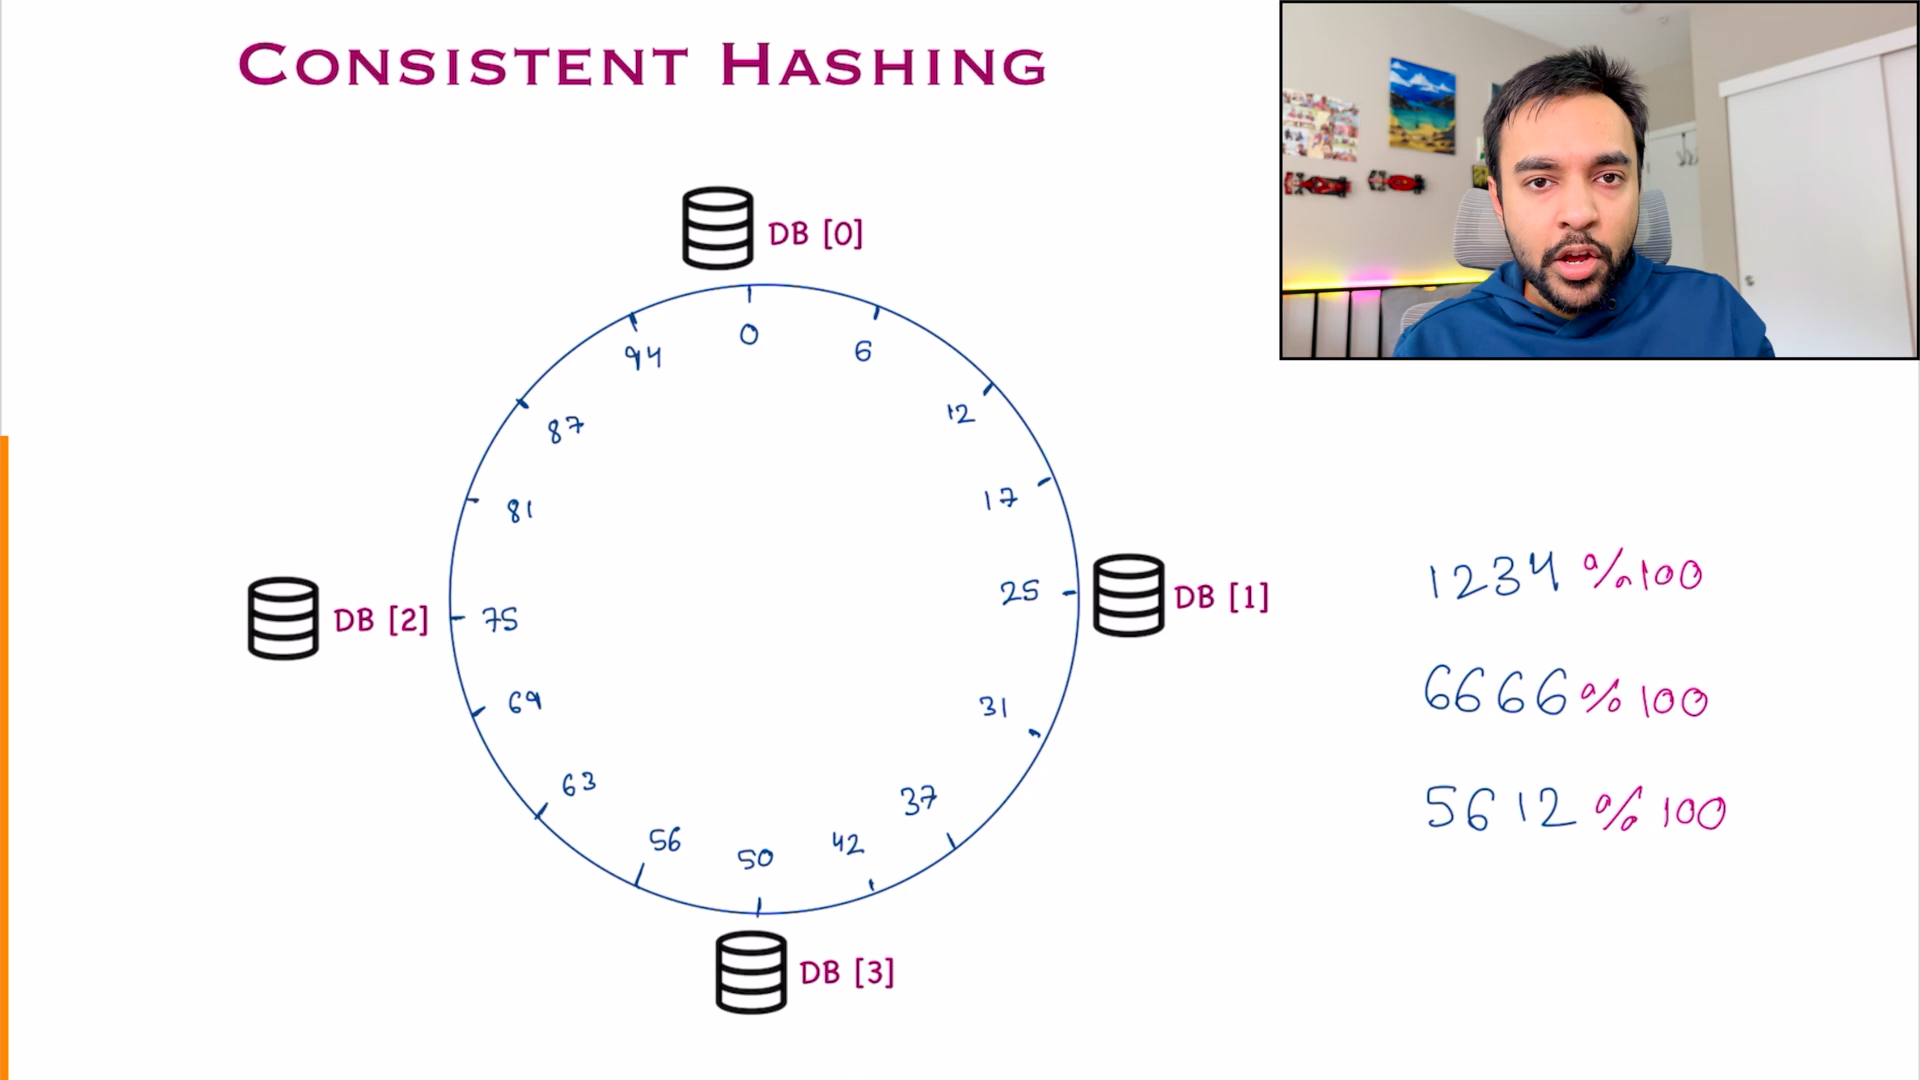 CONSISTENT HASHING
DB [0]
0
94
6
87
12
81
17
DB [2]
75
25
DB [1]
69
31
63
37
56
50
42
DB [3]
1234 % 100
6666 % 100
5612 % 100